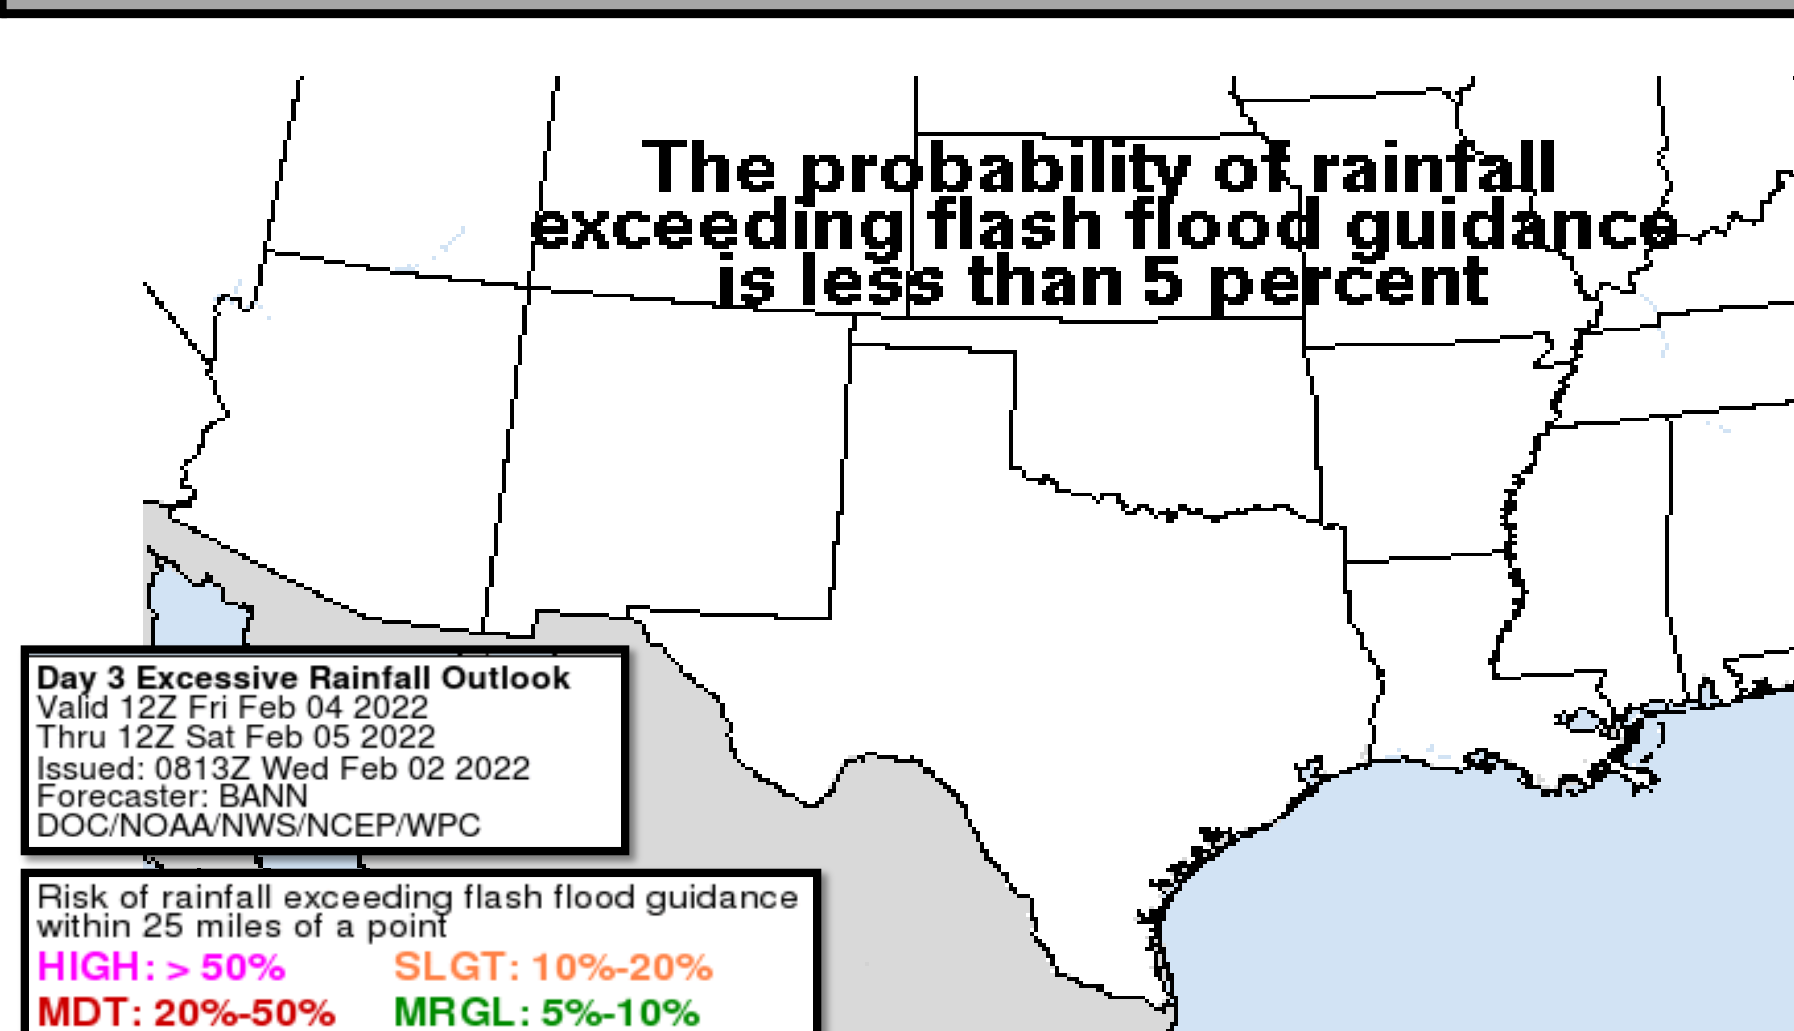 The probability of rainfall
exceeding flash flood guidance
is less than 5 percent
Day 3 Excessive Rainfall Outlook
Valid 12Z Fri Feb 04 2022
Thru 12Z Sat Feb 05 2022
Issued: 0813Z Wed Feb 02 2022
Forecaster: BANN
DOC/NOAA/NWS/NCEP/WPC
Risk of rainfall exceeding flash flood guidance
within 25 miles of a point
HIGH: > 50% SLGT: 10%-20%
MDT: 20%-50% MRGL: 5%-10%